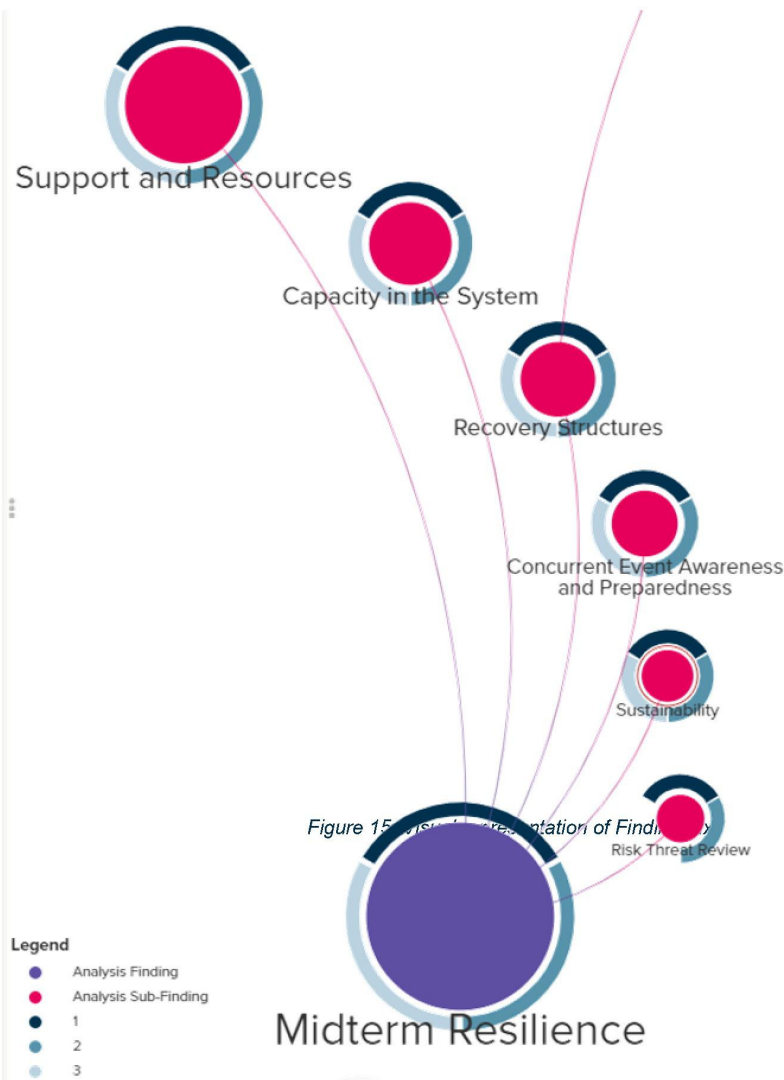 Support and Resources
Capacity in the System
Recovery Structures
Concurrent Event Awareness
and Preparedness
Sustainability
Figure 15 of
Risk Threat Review
Midterm Resilience
Legend
Analysis Finding
Analysis Sub-Finding
1
2
3